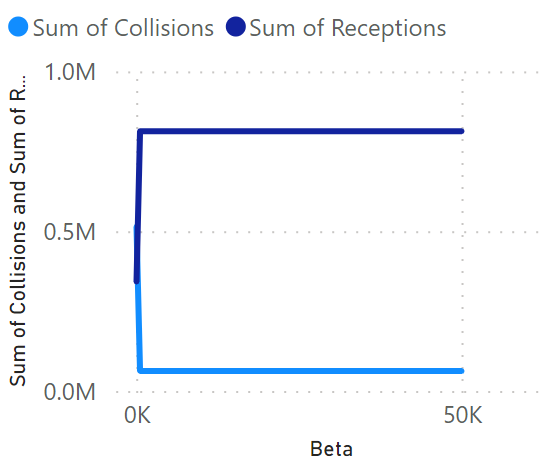 Sum of Collisions Sum of Receptions
Sum of Collisions and Sum of R...
1.0M
0.5M
0.0M
0K 50K
Beta